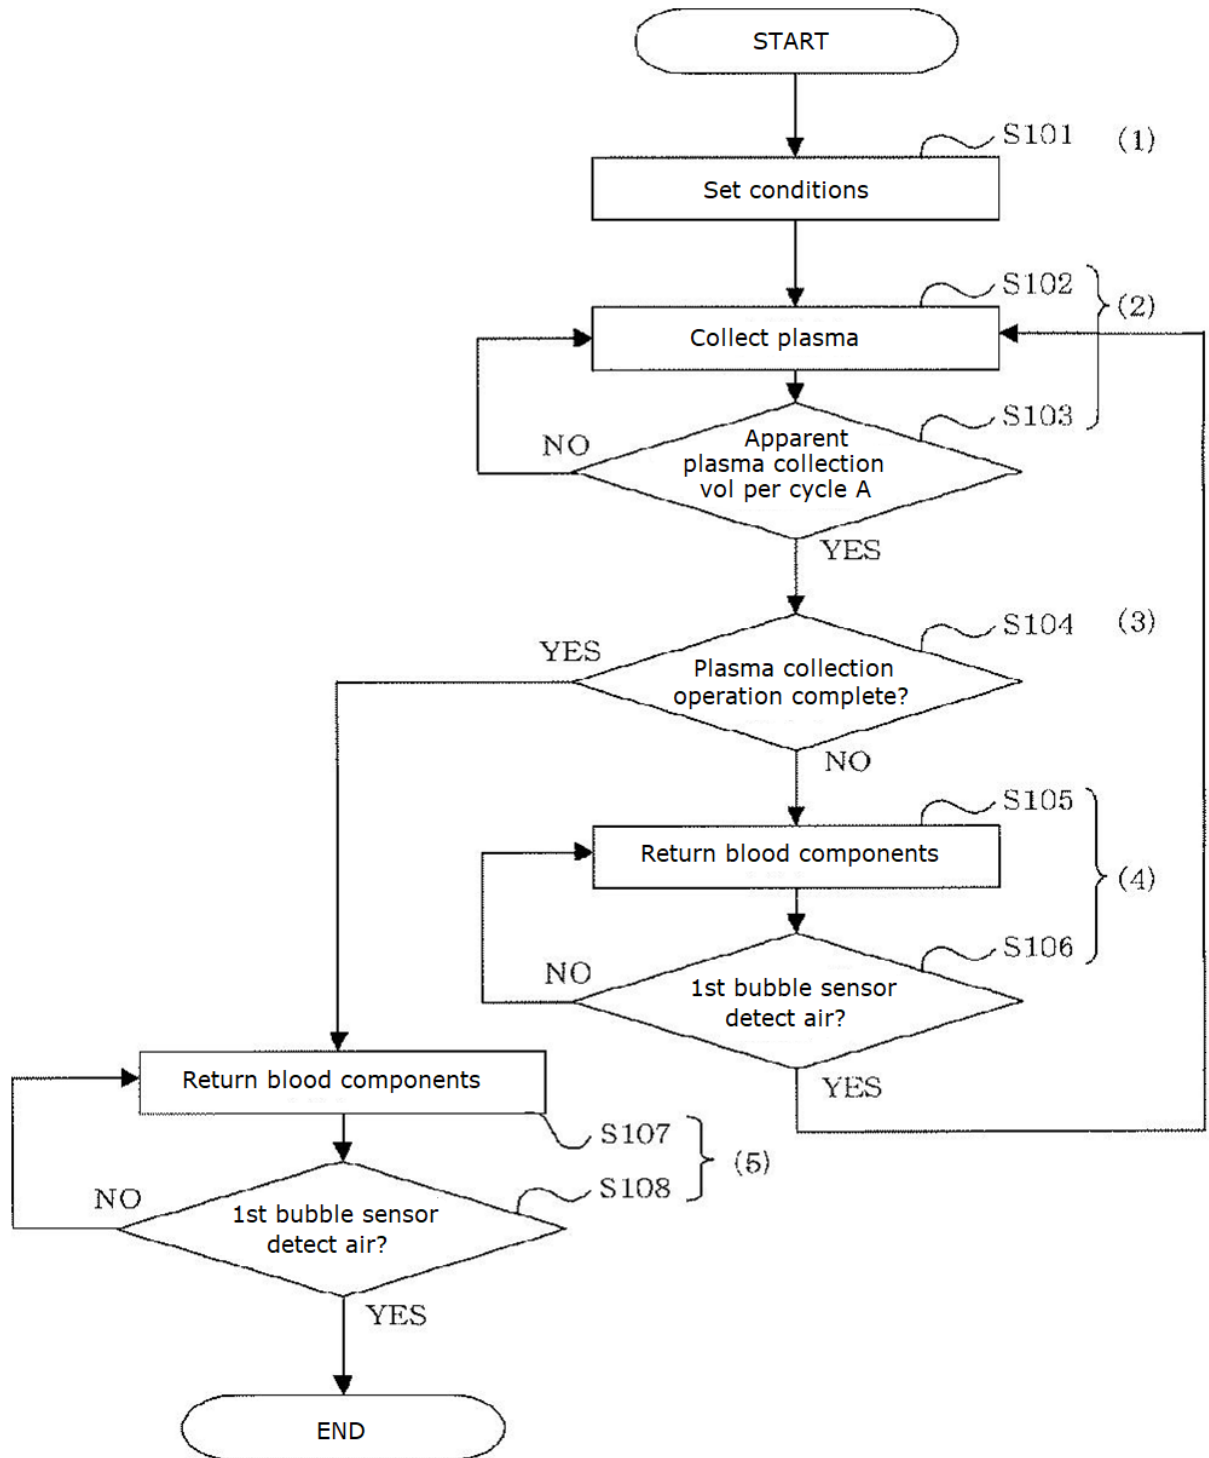 START
S101 (1)
Set conditions
S102
(2)
Collect plasma
S103
NO
Apparent
plasma collection
vol per cycle A
YES
S104 (3)
YES
Plasma collection
operation complete?
NO
S105
Return blood components
(4)
S106
NO
1st bubble sensor
detect air?
YES
Return blood components
S107
(5)
S108
NO
1st bubble sensor
detect air?
YES
END